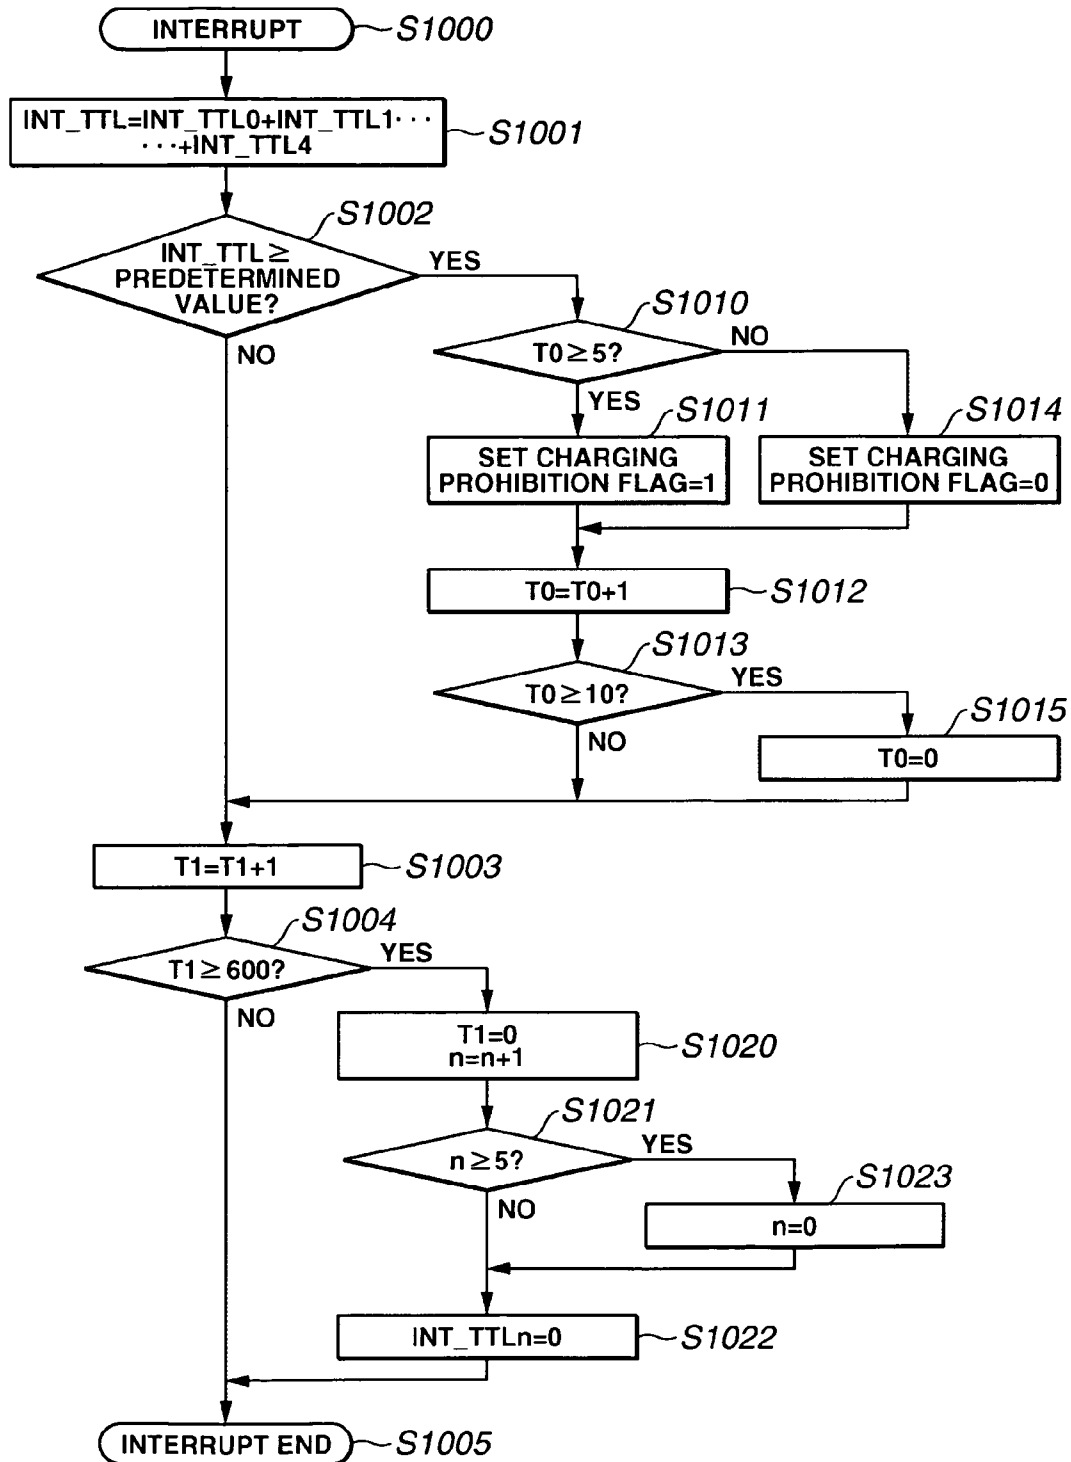 INTERRUPT
S1000
INT_TTL=INT_TTL0+INT_TTL1···
···+INT_TTL4
S1001
S1002
INT_TTL≥
PREDETERMINED
VALUE?
YES
NO
S1010
T0≥5?
NO
YES
S1011
SET CHARGING
PROHIBITION FLAG=1
S1014
SET CHARGING
PROHIBITION FLAG=0
T0=T0+1
S1012
S1013
T0≥10?
YES
NO
S1015
T0=0
T1=T1+1
S1003
S1004
T1≥600?
YES
NO
T1=0
n=n+1
S1020
S1021
n≥5?
YES
NO
S1023
n=0
INT_TTLn=0
S1022
INTERRUPT END
S1005